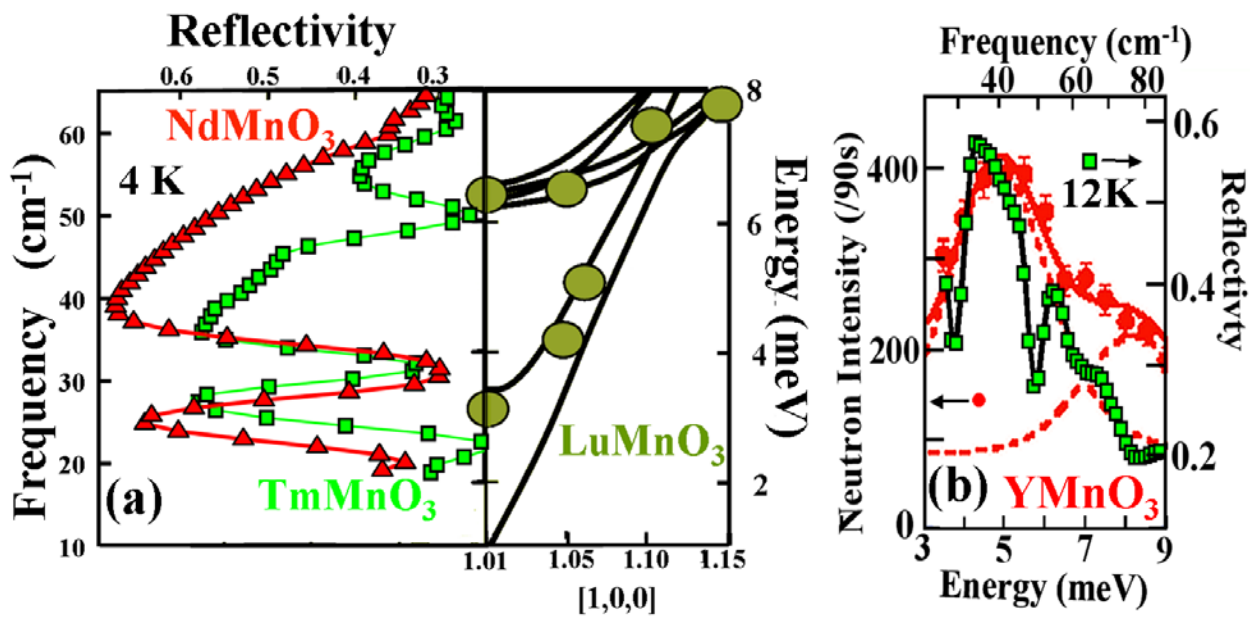 Reflectivity
0.6 0.5 0.4 0.3
NdMnO3
4 K
60
50
40
30
20
10
Frequency (cm-1)
(a)
TmMnO3
8
6
4
2
Energy (meV)
LuMnO3
1.01 1.05 1.10 1.15
[1,0,0]
Frequency (cm-1)
40 60 80
Neutron Intensity (/90s)
400
200
0
12K
0.6
0.4
0.2
Reflectivty
(b)
YMnO3
3 5 7 9
Energy (meV)